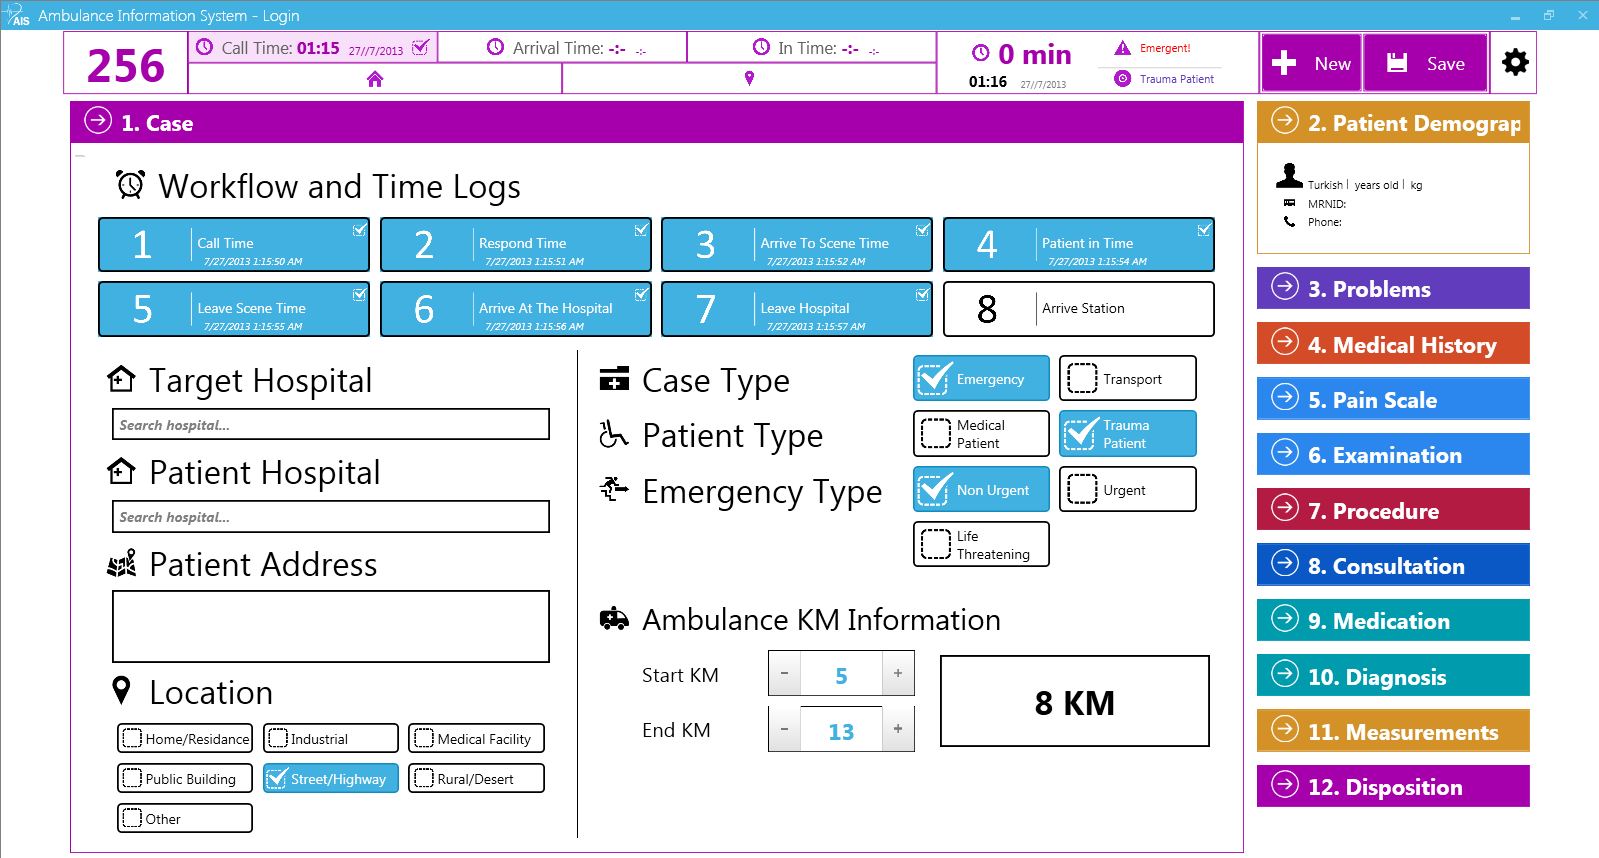 AIS Ambulance Information System - Login
256
Call Time: 01:15 27//7/2013
Arrival Time: -:- -:-
In Time: -:- -:-
0 min
01:16 27//7/2013
Emergent!
Trauma Patient
New
Save
1. Case
Workflow and Time Logs
1 Call Time
7/27/2013 1:15:50 AM
2 Respond Time
7/27/2013 1:15:51 AM
3 Arrive To Scene Time
7/27/2013 1:15:52 AM
4 Patient in Time
7/27/2013 1:15:54 AM
5 Leave Scene Time
7/27/2013 1:15:55 AM
6 Arrive At The Hospital
7/27/2013 1:15:56 AM
7 Leave Hospital
7/27/2013 1:15:57 AM
8 Arrive Station
Target Hospital
Search hospital...
Patient Hospital
Search hospital...
Patient Address
Location
Home/Residance
Industrial
Medical Facility
Public Building
Street/Highway
Rural/Desert
Other
Case Type
Emergency
Transport
Patient Type
Medical
Patient
Trauma
Patient
Emergency Type
Non Urgent
Urgent
Life
Threatening
Ambulance KM Information
Start KM
- 5 +
End KM
- 13 +
8 KM
2. Patient Demograp
Turkish | years old | kg
MRNID:
Phone:
3. Problems
4. Medical History
5. Pain Scale
6. Examination
7. Procedure
8. Consultation
9. Medication
10. Diagnosis
11. Measurements
12. Disposition